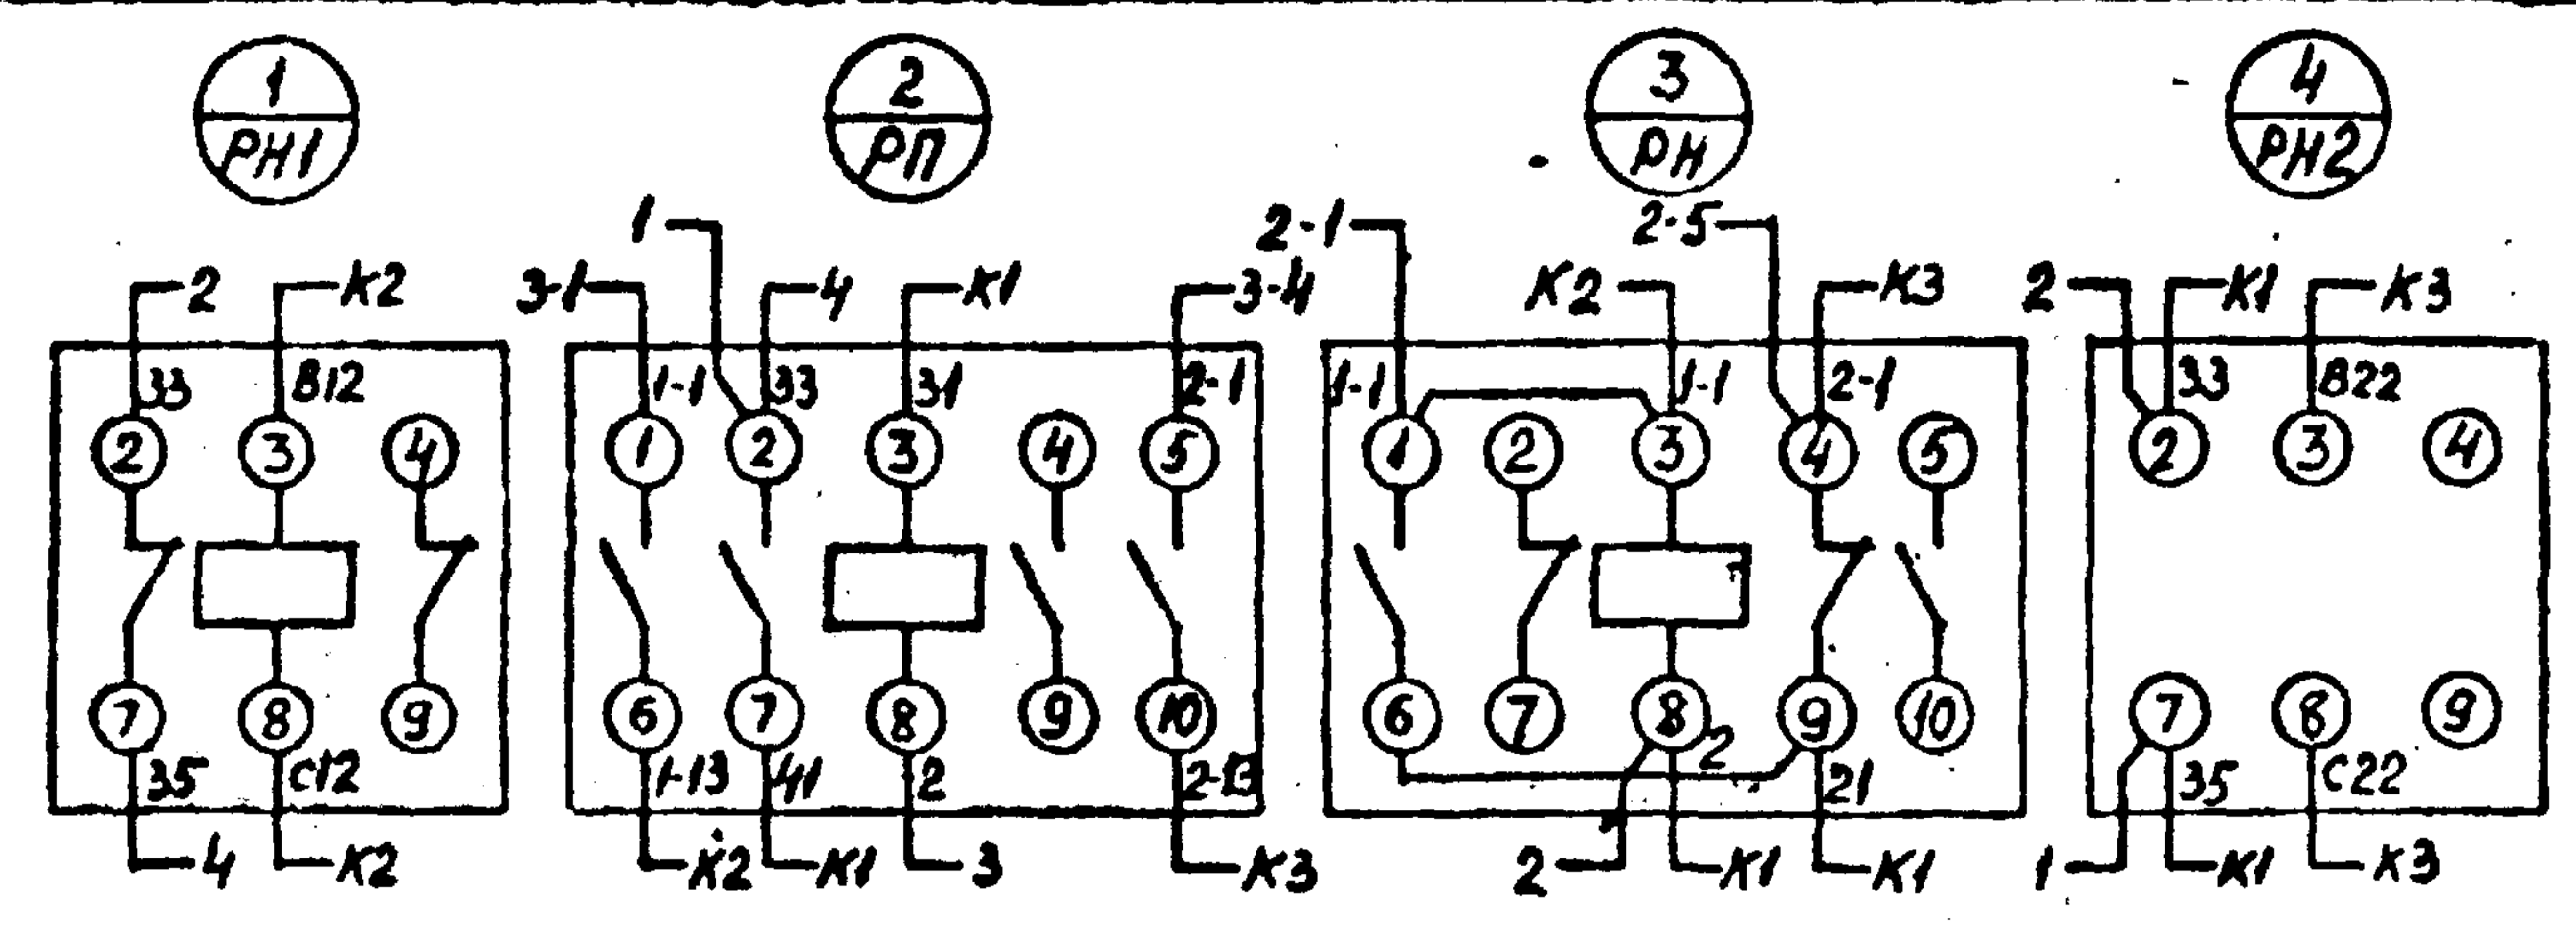 1 2 3 4
РН1 РП РН РН2
1 2-1 2-5
2 К2 3-1 4 К1 3-4 К2 К3 2 К1 К3
33 В12 1-1 33 31 2-1 1-1 1-1 2-1 33 В22
2 3 4 1 2 3 4 5 1 2 3 4 5 2 3 4
7 8 9 6 7 8 9 10 6 7 8 9 10 7 8 9
35 С12 1-13 41 2 2-13 2 21 35 С22
4 К2 К2 К1 3 К3 2 К1 К1 1 К1 К3